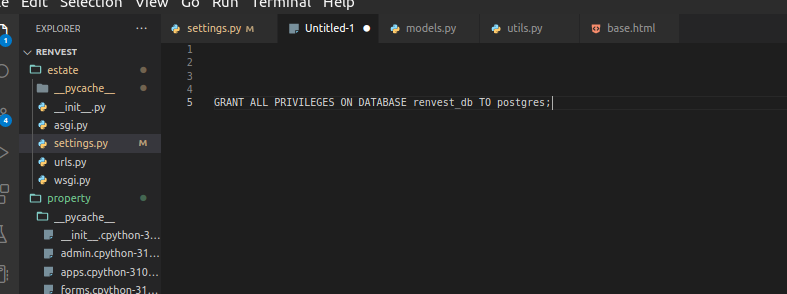 Edit Selection View Go Run Terminal Help
EXPLORER ···
settings.py M
Untitled-1
models.py
utils.py
base.html
RENVEST
estate
__pycache__
__init__.py
asgi.py
settings.py M
urls.py
wsgi.py
property
__pycache__
__init__.cpython-3...
admin.cpython-31...
apps.cpython-310...
forms.cpython-31...
1
4
1
2
3
4
5 GRANT ALL PRIVILEGES ON DATABASE renvest_db TO postgres;